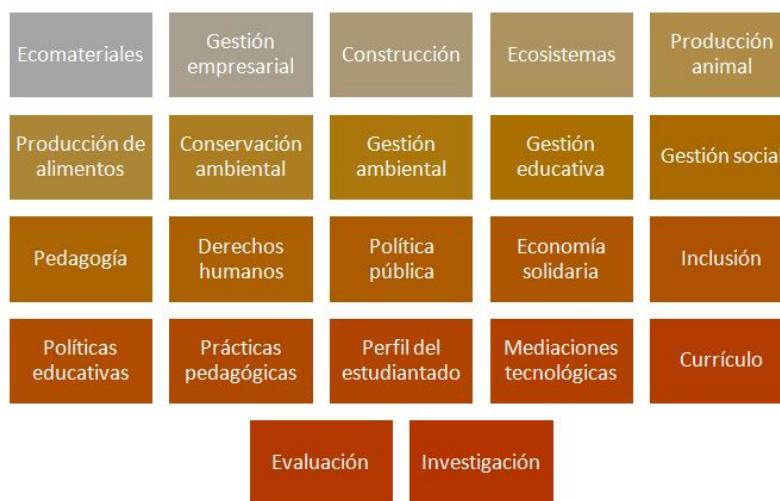 Ecomateriales
Gestión
empresarial
Construcción
Ecosistemas
Producción
animal
Producción de
alimentos
Conservación
ambiental
Gestión
ambiental
Gestión
educativa
Gestión social
Pedagogía
Derechos
humanos
Política
pública
Economía
solidaria
Inclusión
Políticas
educativas
Prácticas
pedagógicas
Perfil del
estudiantado
Mediaciones
tecnológicas
Currículo
Evaluación
Investigación